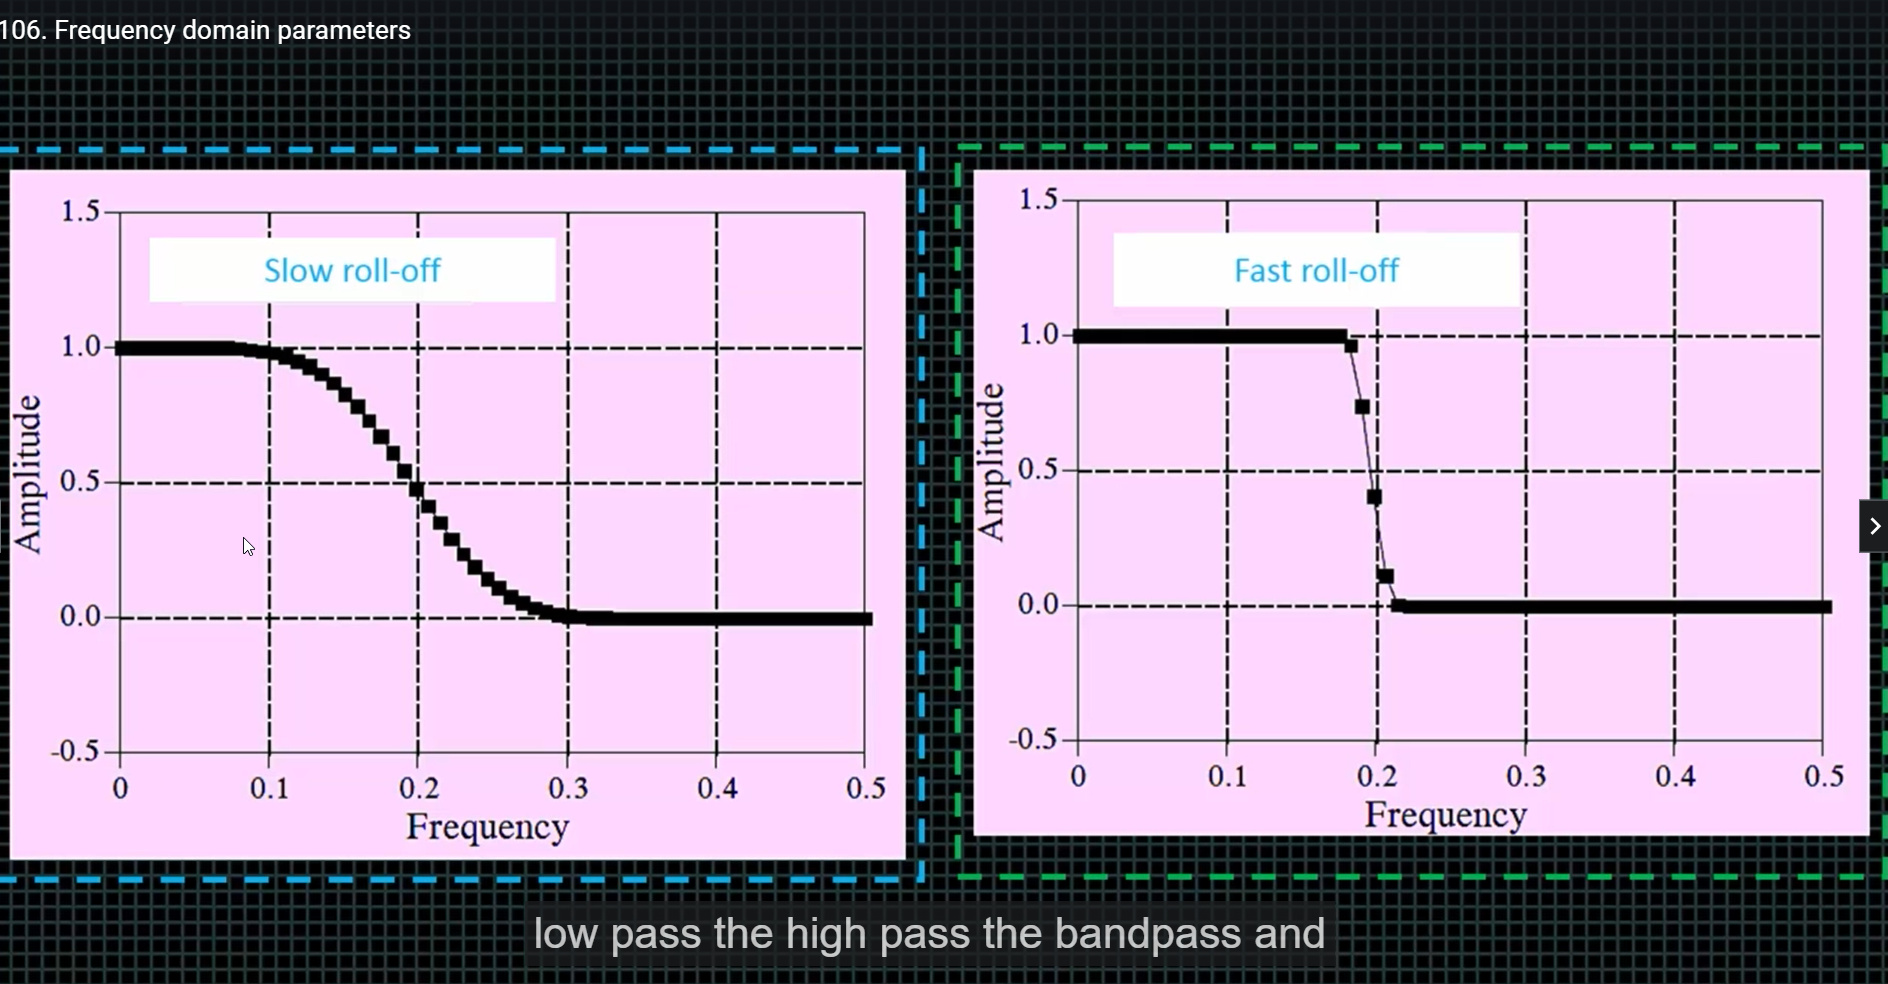 106. Frequency domain parameters
Slow roll-off
1.5
1.0
0.5
0.0
-0.5
Amplitude
0
0.1
0.2
0.3
0.4
0.5
Frequency
Fast roll-off
1.5
1.0
0.5
0.0
-0.5
Amplitude
0
0.1
0.2
0.3
0.4
0.5
Frequency
low pass the high pass the bandpass and